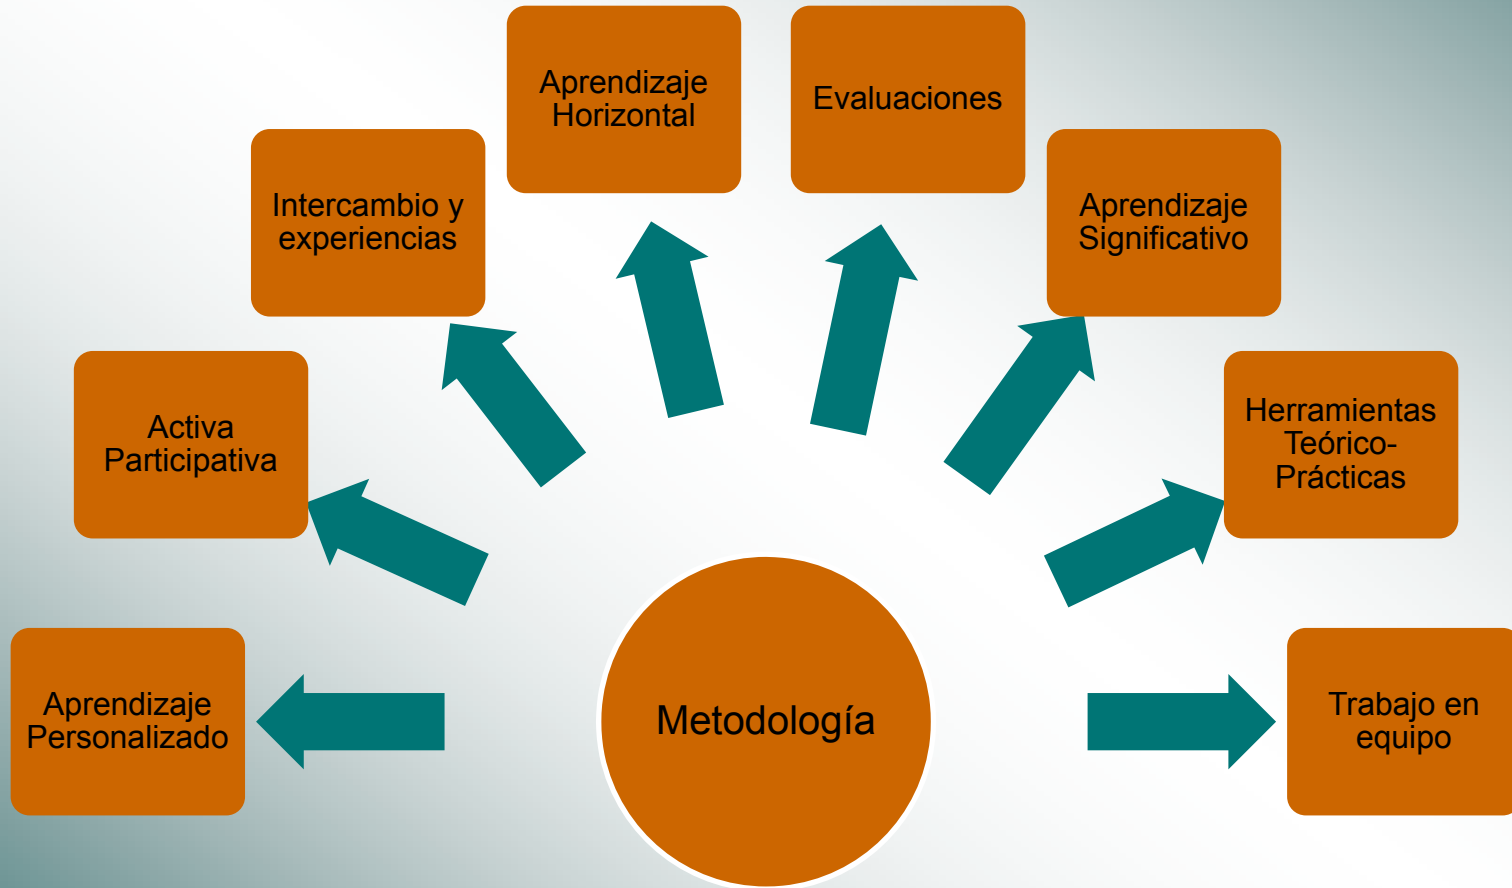 Aprendizaje
Personalizado
Activa
Participativa
Intercambio y
experiencias
Aprendizaje
Horizontal
Evaluaciones
Aprendizaje
Significativo
Herramientas
Teórico-
Prácticas
Trabajo en
equipo
Metodología